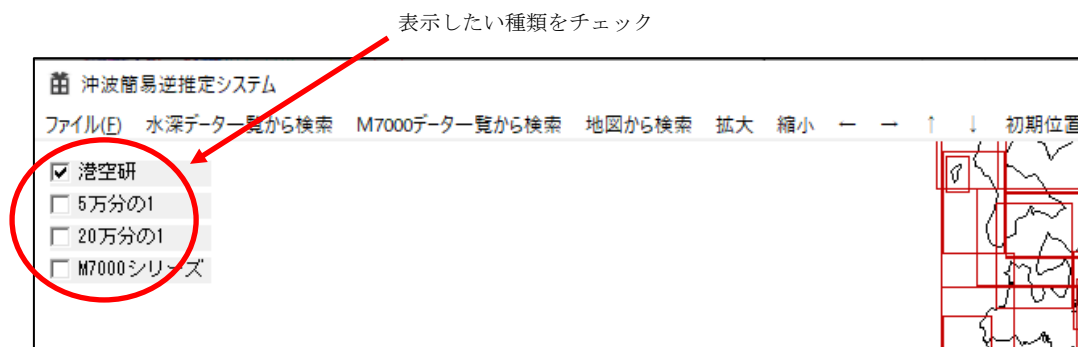 表示したい種類をチェック
沖波簡易逆推定システム
ファイル(F) 水深データ一覧から検索 M7000データ一覧から検索 地図から検索 拡大 縮小 ← → ↑ ↓ 初期位置
港空研
5万分の1
20万分の1
M7000シリーズ